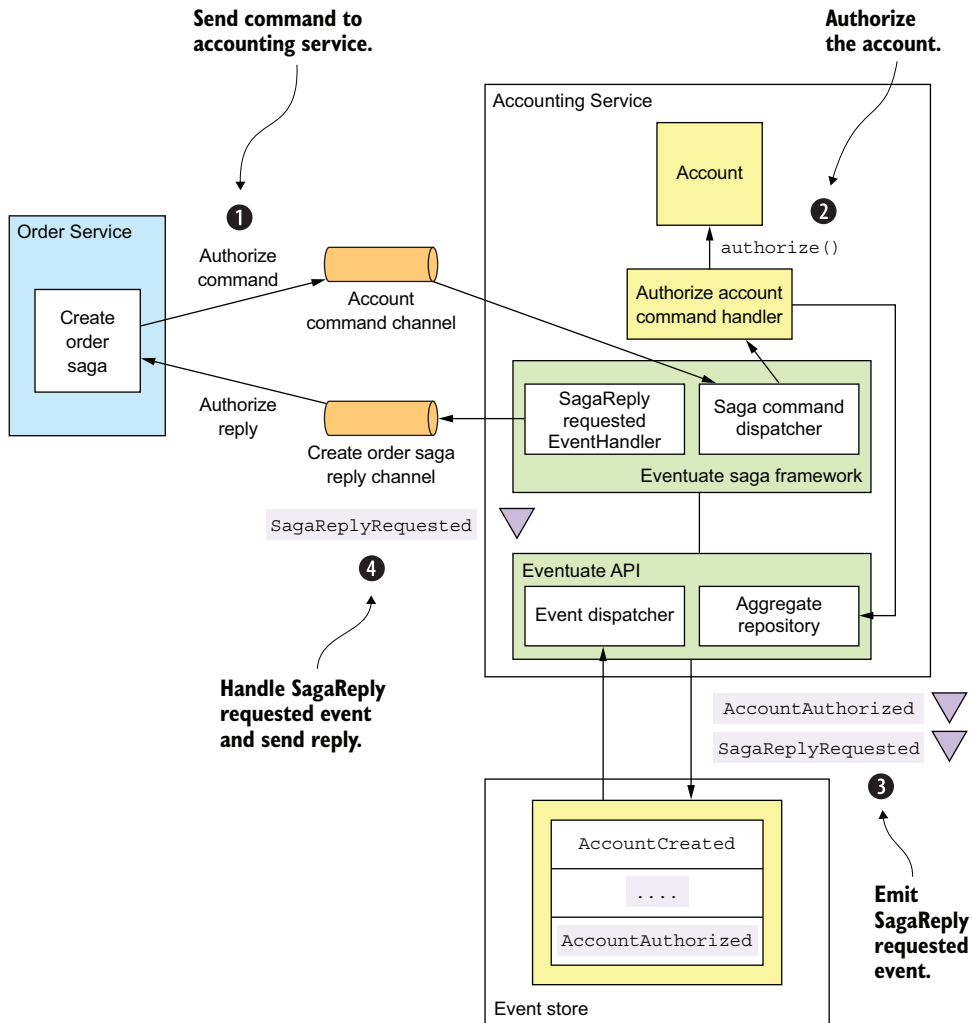 Send command to
accounting service.
Authorize
the account.
Accounting Service
Account
1
2
Order Service
authorize()
Authorize
command
Account
command channel
Authorize account
command handler
Create
order
saga
SagaReply
requested
EventHandler
Saga command
dispatcher
Authorize
reply
Create order saga
reply channel
Eventuate saga framework
SagaReplyRequested
4
Eventuate API
Event dispatcher
Aggregate
repository
Handle SagaReply
requested event
and send reply.
AccountAuthorized
SagaReplyRequested
3
AccountCreated
....
AccountAuthorized
Emit
SagaReply
requested
event.
Event store